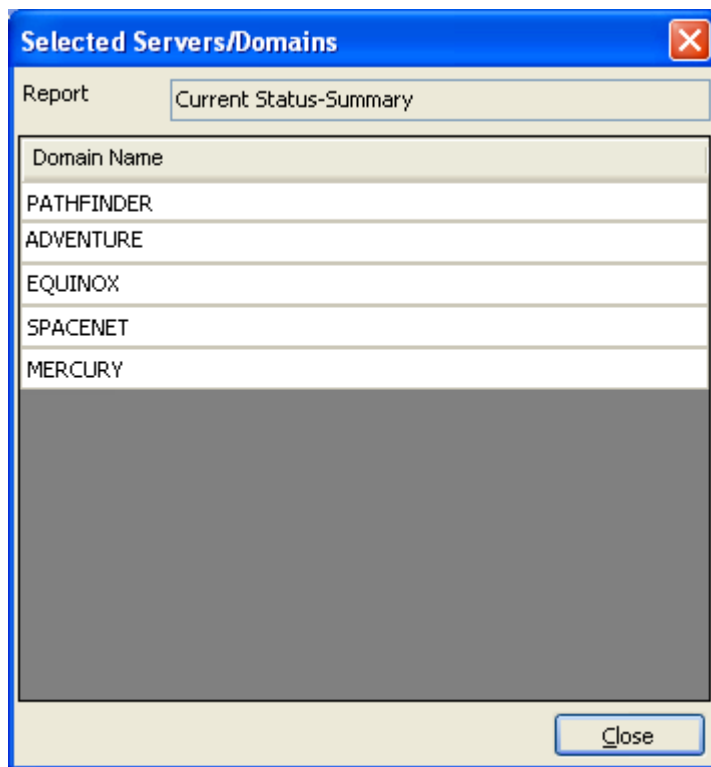 Selected Servers/Domains
Report Current Status-Summary
Domain Name
PATHFINDER
ADVENTURE
EQUINOX
SPACENET
MERCURY
Close